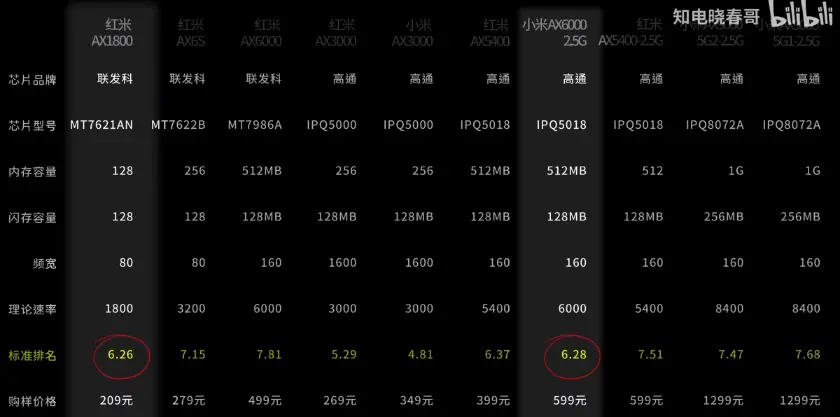 知电晓春哥 bilibili
红米 红米 红米 红米 小米 红米 小米AX6000 红米
AX1800 AX6S AX6000 AX3000 AX3000 AX5400 2.5G AX5400-2.5G 5G2-2.5G 5G1-2.5G
芯片品牌 联发科 联发科 联发科 高通 高通 高通 高通 高通 高通 高通
芯片型号 MT7621AN MT7622B MT7986A IPQ5000 IPQ5000 IPQ5018 IPQ5018 IPQ5018 IPQ8072A IPQ8072A
内存容量 128 256 512MB 256 256 512MB 512MB 512 1G 1G
闪存容量 128 128 128MB 128MB 128MB 128MB 128MB 128MB 256MB 256MB
频宽 80 80 160 1600 1600 160 160 160 160 160
理论速率 1800 3200 6000 3000 3000 5400 6000 5400 8400 8400
标准排名 6.26 7.15 7.81 5.29 4.81 6.37 6.28 7.51 7.47 7.68
购样价格 209元 279元 499元 269元 349元 399元 599元 599元 1299元 1299元